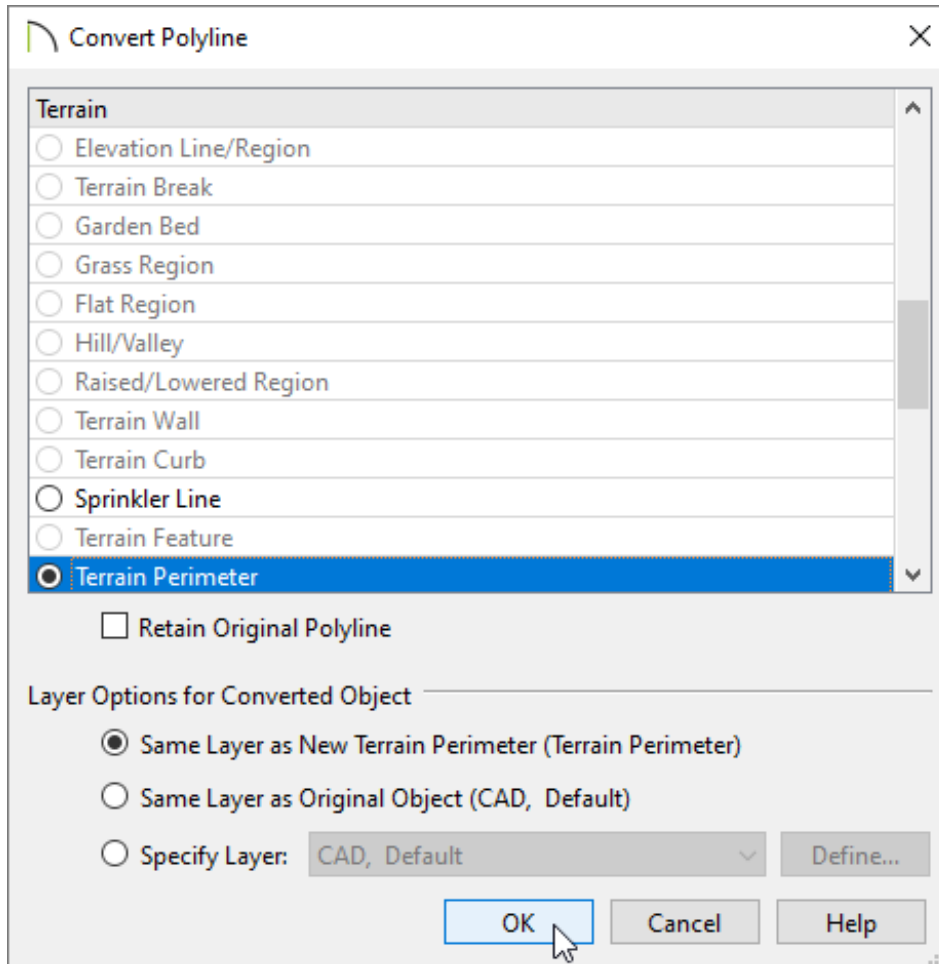 Convert Polyline
Terrain
Elevation Line/Region
Terrain Break
Garden Bed
Grass Region
Flat Region
Hill/Valley
Raised/Lowered Region
Terrain Wall
Terrain Curb
Sprinkler Line
Terrain Feature
Terrain Perimeter
Retain Original Polyline
Layer Options for Converted Object
Same Layer as New Terrain Perimeter (Terrain Perimeter)
Same Layer as Original Object (CAD,  Default)
Specify Layer: CAD,  Default Define...
OK Cancel Help